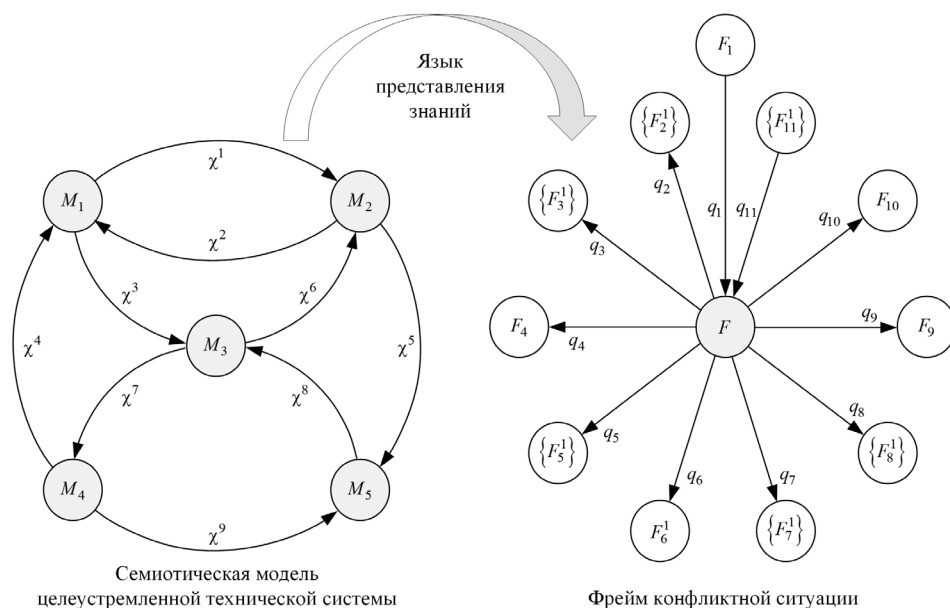 Язык
представления
знаний
χ¹
M₁
M₂
χ²
χ³
χ⁶
χ⁴
M₃
χ⁵
χ⁷
χ⁸
M₄
M₅
χ⁹
Семиотическая модель
целеустремленной технической системы
F₁
{F₂¹}
{F₁₁¹}
q₂
q₁
q₁₁
{F₃¹}
F₁₀
q₃
q₁₀
F₄
q₄
F
q₉
F₉
q₅
q₈
{F₅¹}
{F₈¹}
q₆
q₇
F₆¹
{F₇¹}
Фрейм конфликтной ситуации